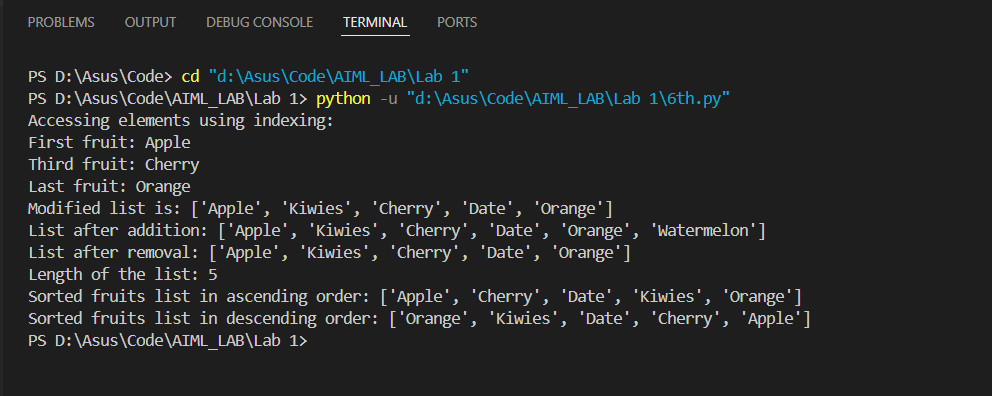 PROBLEMS OUTPUT DEBUG CONSOLE TERMINAL PORTS
PS D:\Asus\Code> cd "d:\Asus\Code\AIML_LAB\Lab 1"
PS D:\Asus\Code\AIML_LAB\Lab 1> python -u "d:\Asus\Code\AIML_LAB\Lab 1\6th.py"
Accessing elements using indexing:
First fruit: Apple
Third fruit: Cherry
Last fruit: Orange
Modified list is: ['Apple', 'Kiwies', 'Cherry', 'Date', 'Orange']
List after addition: ['Apple', 'Kiwies', 'Cherry', 'Date', 'Orange', 'Watermelon']
List after removal: ['Apple', 'Kiwies', 'Cherry', 'Date', 'Orange']
Length of the list: 5
Sorted fruits list in ascending order: ['Apple', 'Cherry', 'Date', 'Kiwies', 'Orange']
Sorted fruits list in descending order: ['Orange', 'Kiwies', 'Date', 'Cherry', 'Apple']
PS D:\Asus\Code\AIML_LAB\Lab 1>